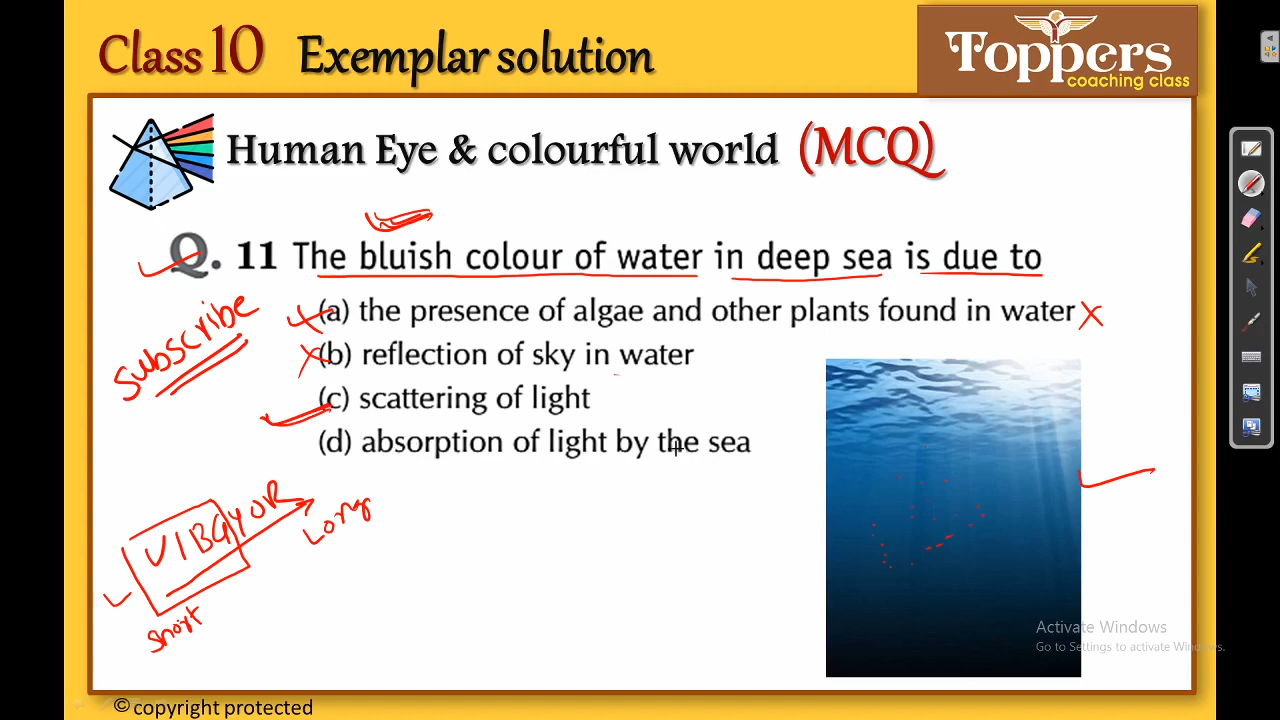 Class 10 Exemplar solution
TOPPERS
coaching class
Human Eye & colourful world (MCQ)
Q. 11 The bluish colour of water in deep sea is due to
(a) the presence of algae and other plants found in water
(b) reflection of sky in water
(c) scattering of light
(d) absorption of light by the sea
Subscribe
VIBGYOR
Long
Short
Activate Windows
Go to Settings to activate Windows.
©copyright protected